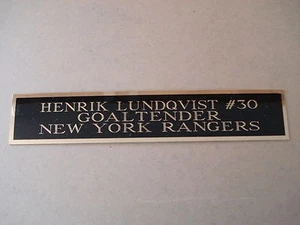 HENRIK LUNDQVIST #30
GOALTENDER
NEW YORK RANGERS